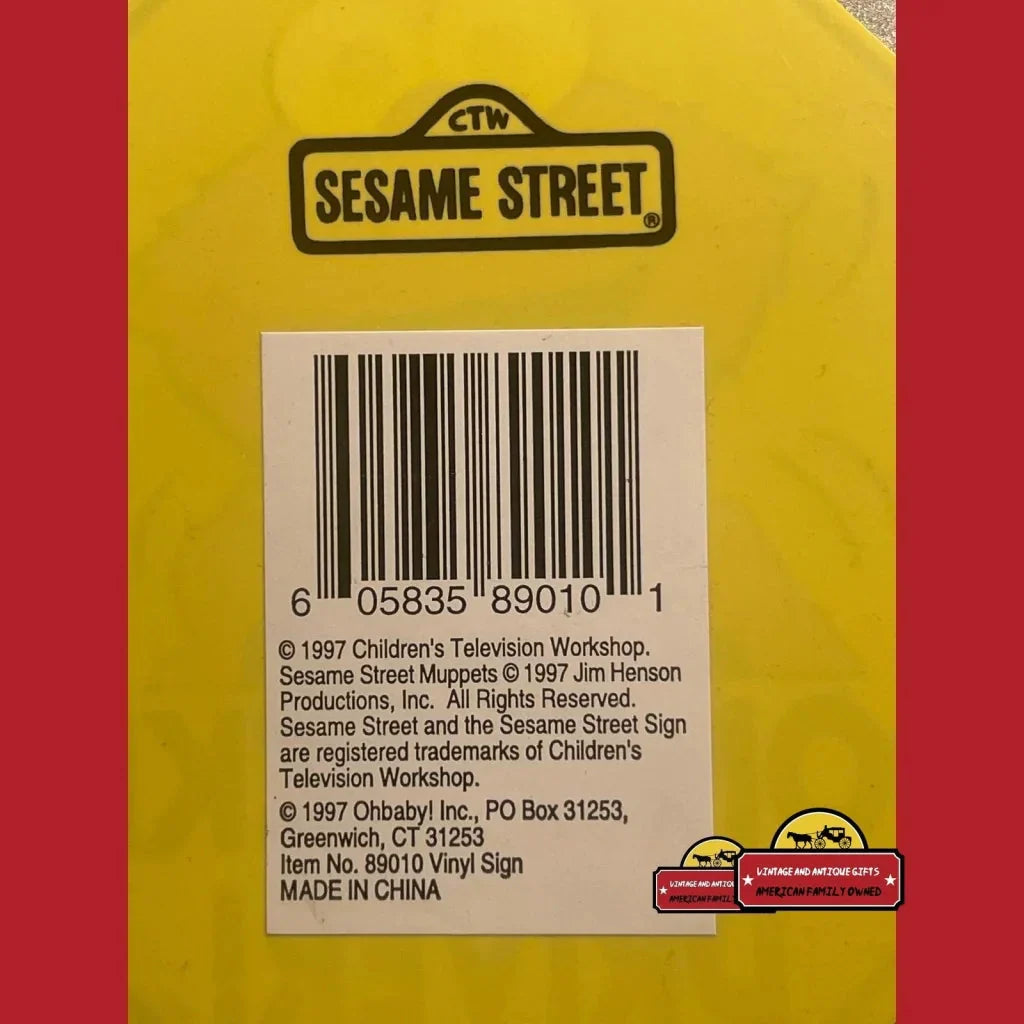 CTW
SESAME STREET®
6 05835 89010 1
© 1997 Children's Television Workshop.
Sesame Street Muppets © 1997 Jim Henson
Productions, Inc. All Rights Reserved.
Sesame Street and the Sesame Street Sign
are registered trademarks of Children's
Television Workshop.
© 1997 Ohbaby! Inc., PO Box 31253,
Greenwich, CT 31253
Item No. 89010 Vinyl Sign
MADE IN CHINA
VINTAGE AND ANTIQUE GIFTS
AMERICAN FAMILY OWNED
VINTAGE AND
AMERICAN